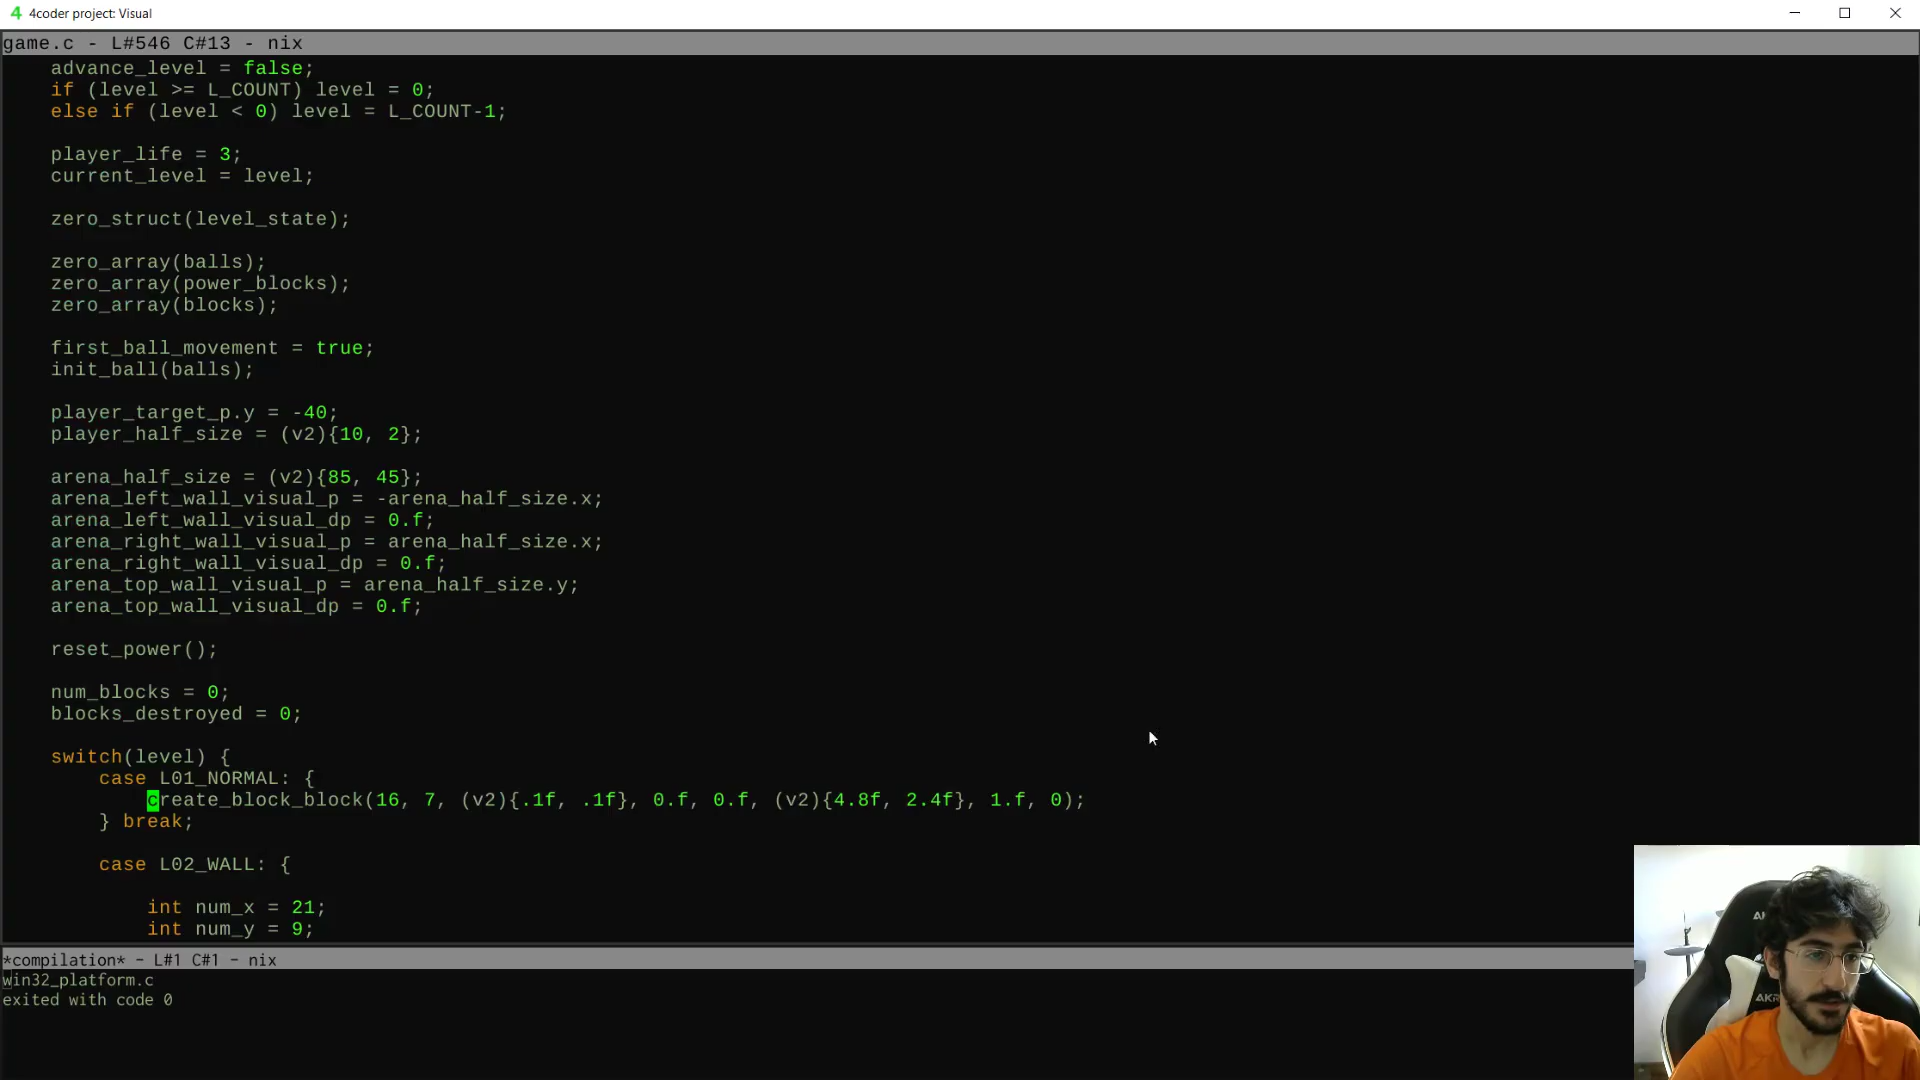 4 4coder project: Visual
game.c - L#546 C#13 - nix
advance_level = false;
if (level >= L_COUNT) level = 0;
else if (level < 0) level = L_COUNT-1;
player_life = 3;
current_level = level;
zero_struct(level_state);
zero_array(balls);
zero_array(power_blocks);
zero_array(blocks);
first_ball_movement = true;
init_ball(balls);
player_target_p.y = -40;
player_half_size = (v2){10, 2};
arena_half_size = (v2){85, 45};
arena_left_wall_visual_p = -arena_half_size.x;
arena_left_wall_visual_dp = 0.f;
arena_right_wall_visual_p = arena_half_size.x;
arena_right_wall_visual_dp = 0.f;
arena_top_wall_visual_p = arena_half_size.y;
arena_top_wall_visual_dp = 0.f;
reset_power();
num_blocks = 0;
blocks_destroyed = 0;
switch(level) {
case L01_NORMAL: {
create_block_block(16, 7, (v2){.1f, .1f}, 0.f, 0.f, (v2){4.8f, 2.4f}, 1.f, 0);
} break;
case L02_WALL: {
int num_x = 21;
int num_y = 9;
*compilation* - L#1 C#1 - nix
win32_platform.c
exited with code 0